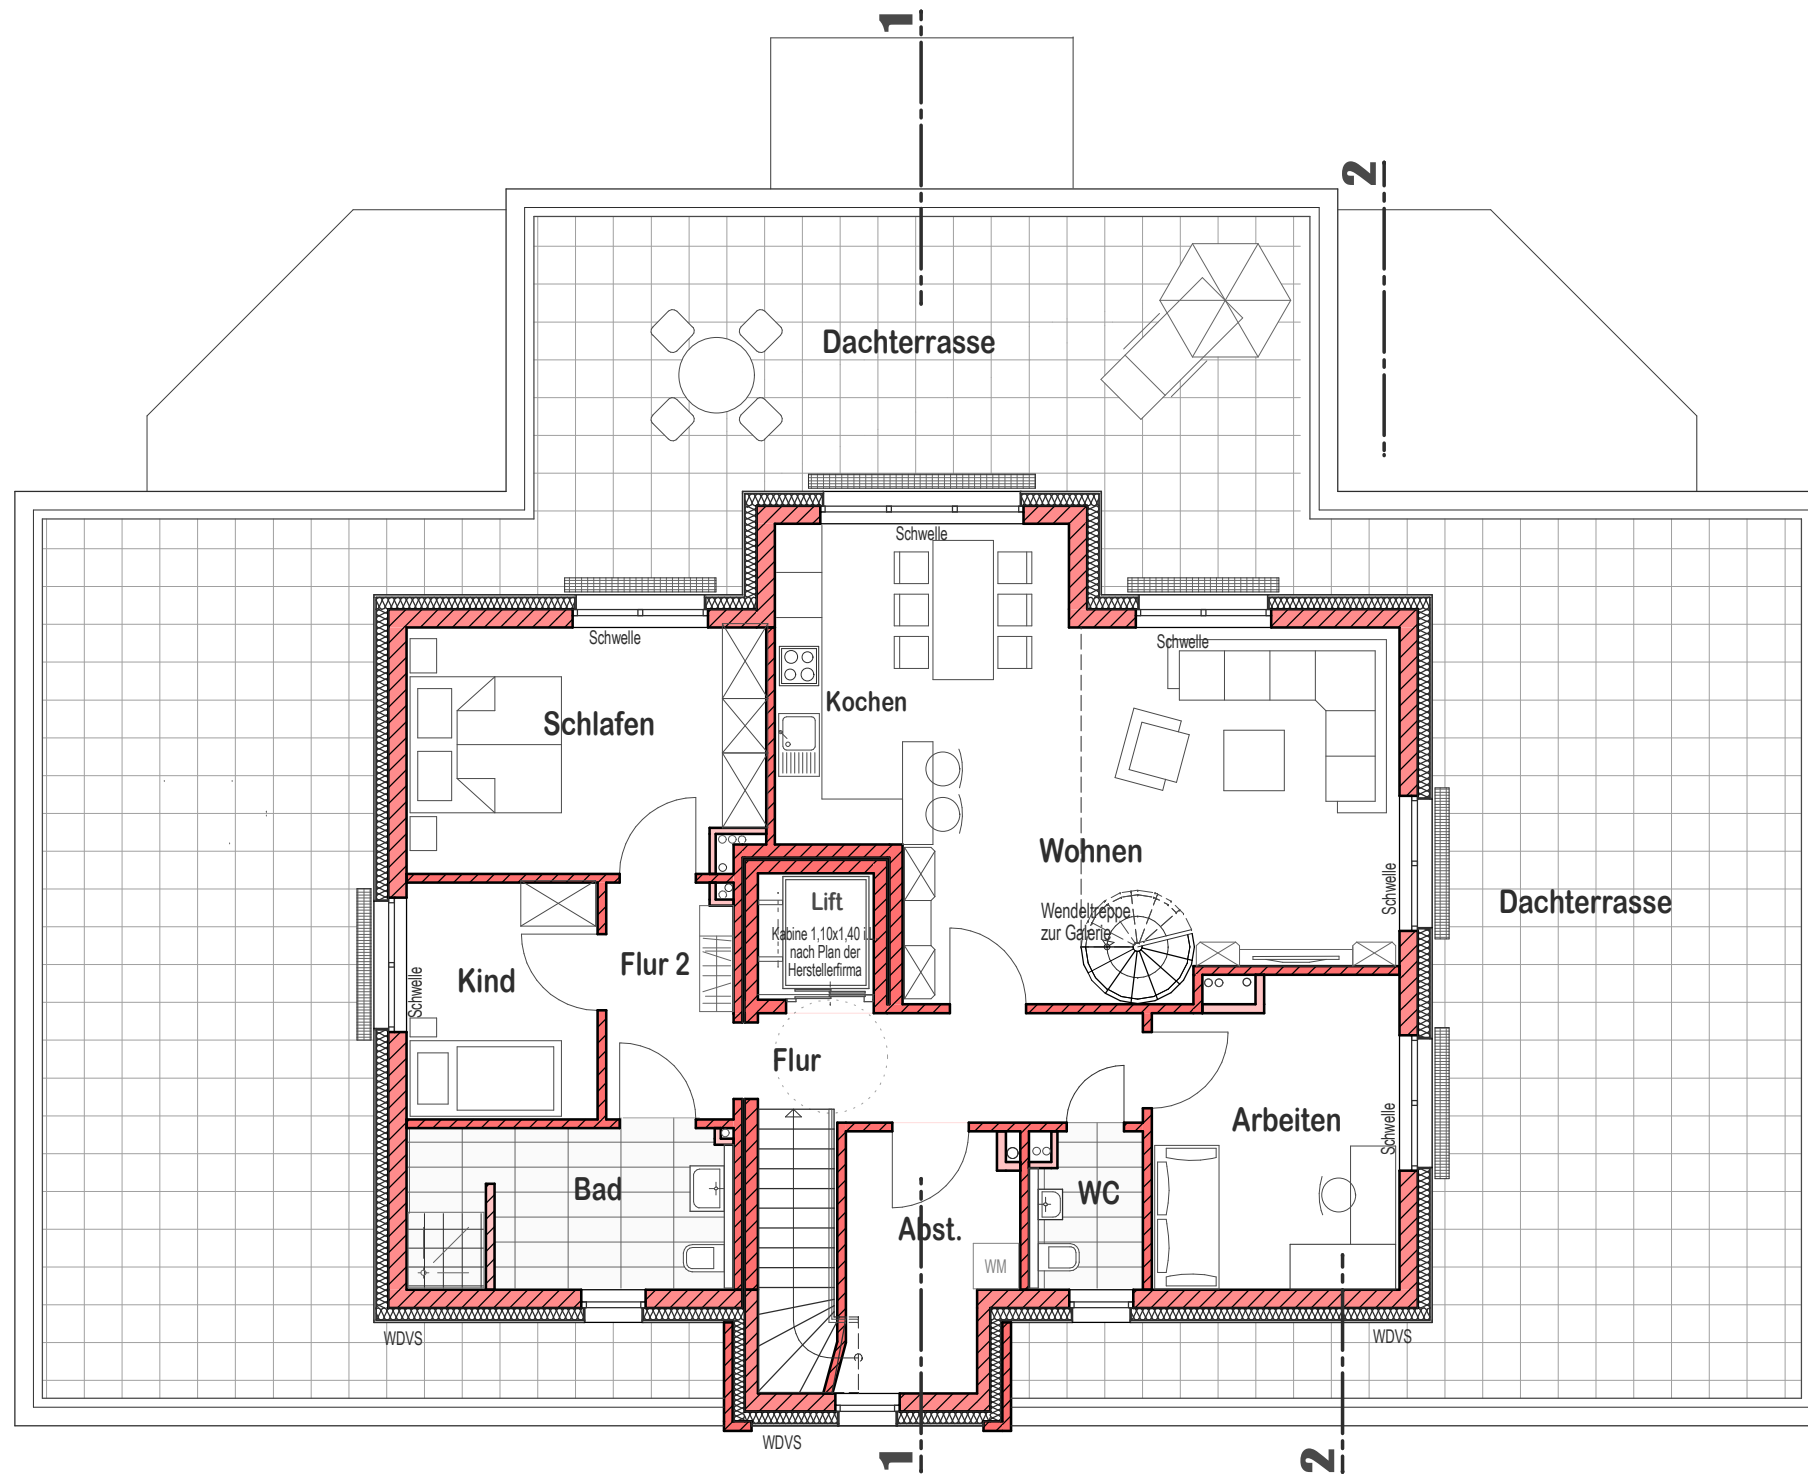 1
2
Dachterrasse
Schwelle
Schwelle
Schwelle
Kochen
Schlafen
Wohnen
Schwelle
Dachterrasse
Lift
Kabine 1,10x1,40 i.L
nach Plan der
Herstellerfirma
Wendeltreppe
zur Galerie
Kind
Schwelle
Flur 2
Flur
Arbeiten
Schwelle
Bad
WC
Abst.
WM
WDVS
WDVS
WDVS
1
2